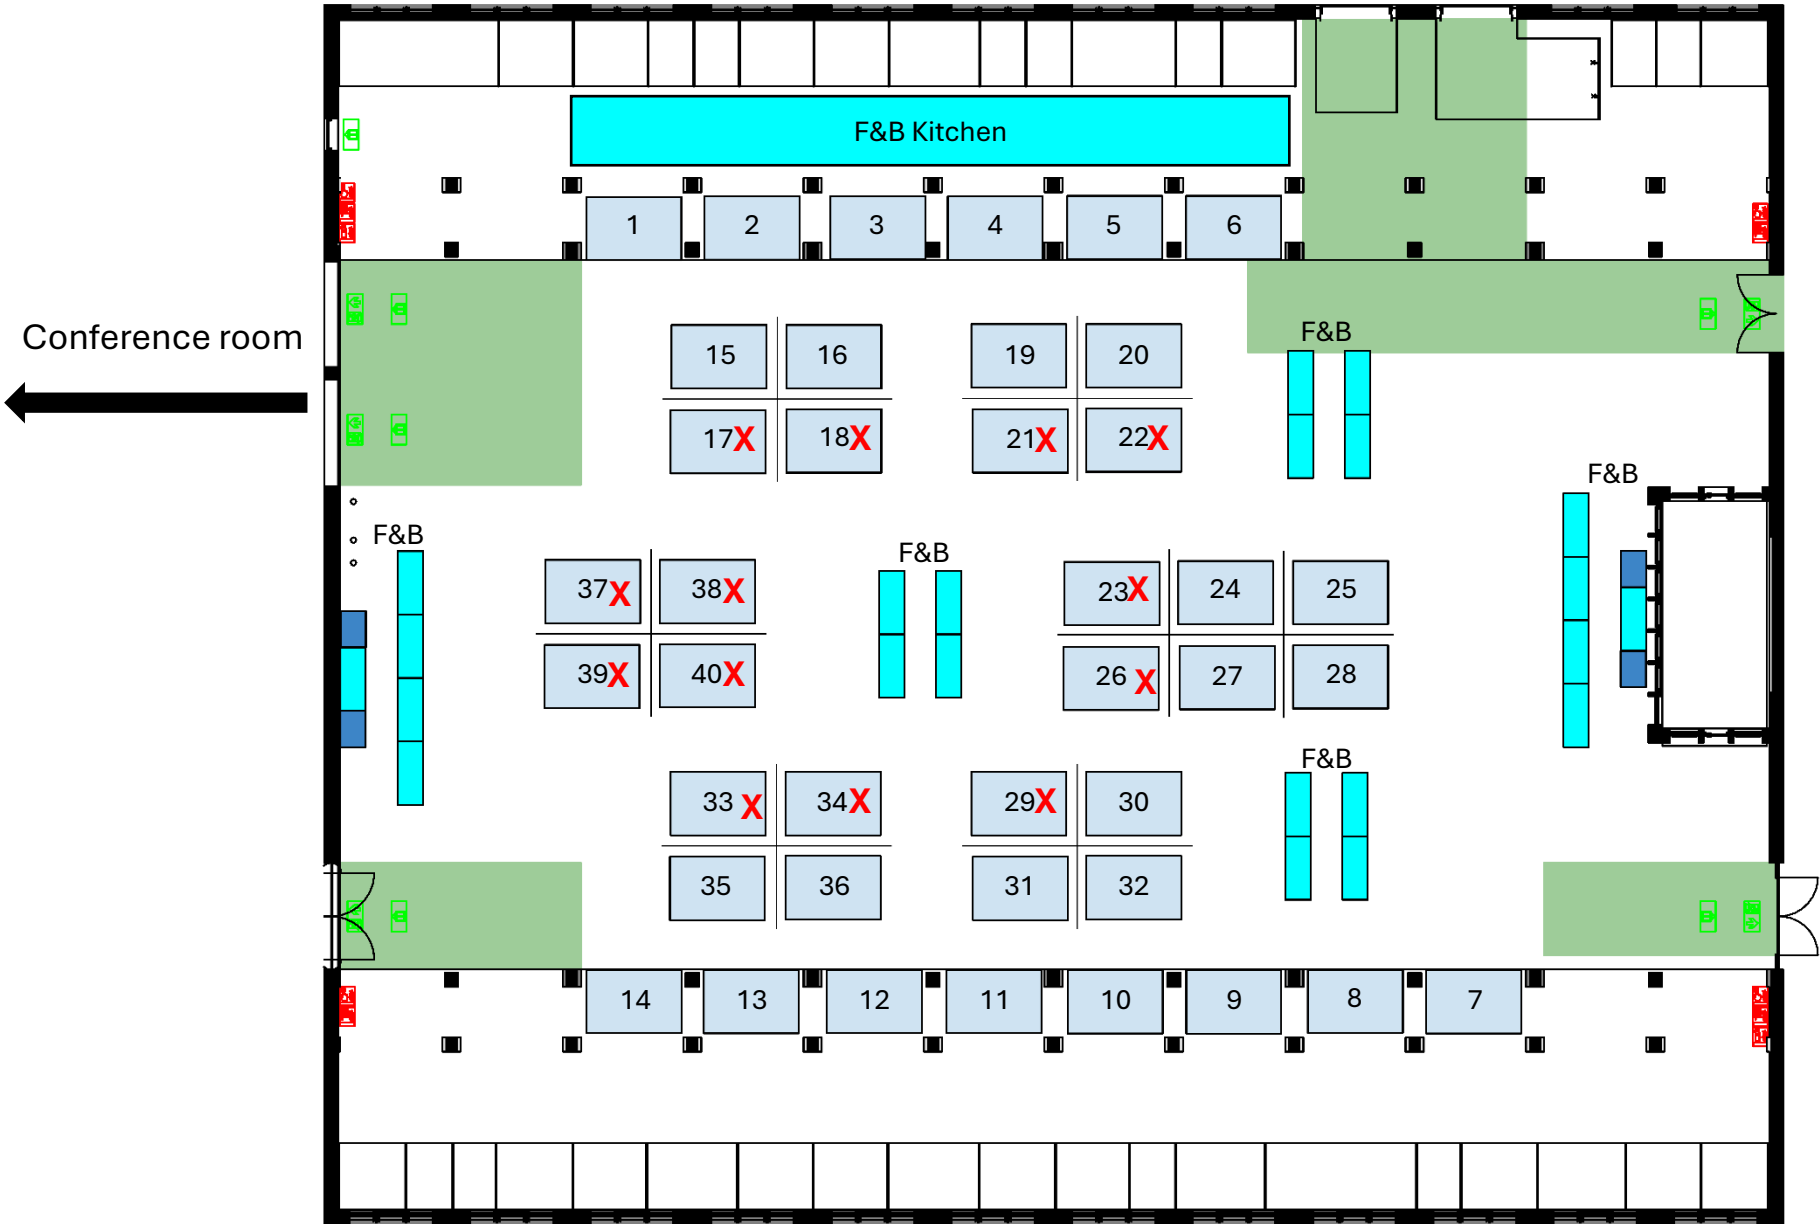 F&B Kitchen
1 2 3 4 5 6
Conference room
F&B
15 16 19 20
17X 18X 21X 22X
F&B
F&B
F&B
37X 38X 23X 24 25
39X 40X 26 X 27 28
F&B
33 X 34X 29X 30
35 36 31 32
14 13 12 11 10 9 8 7